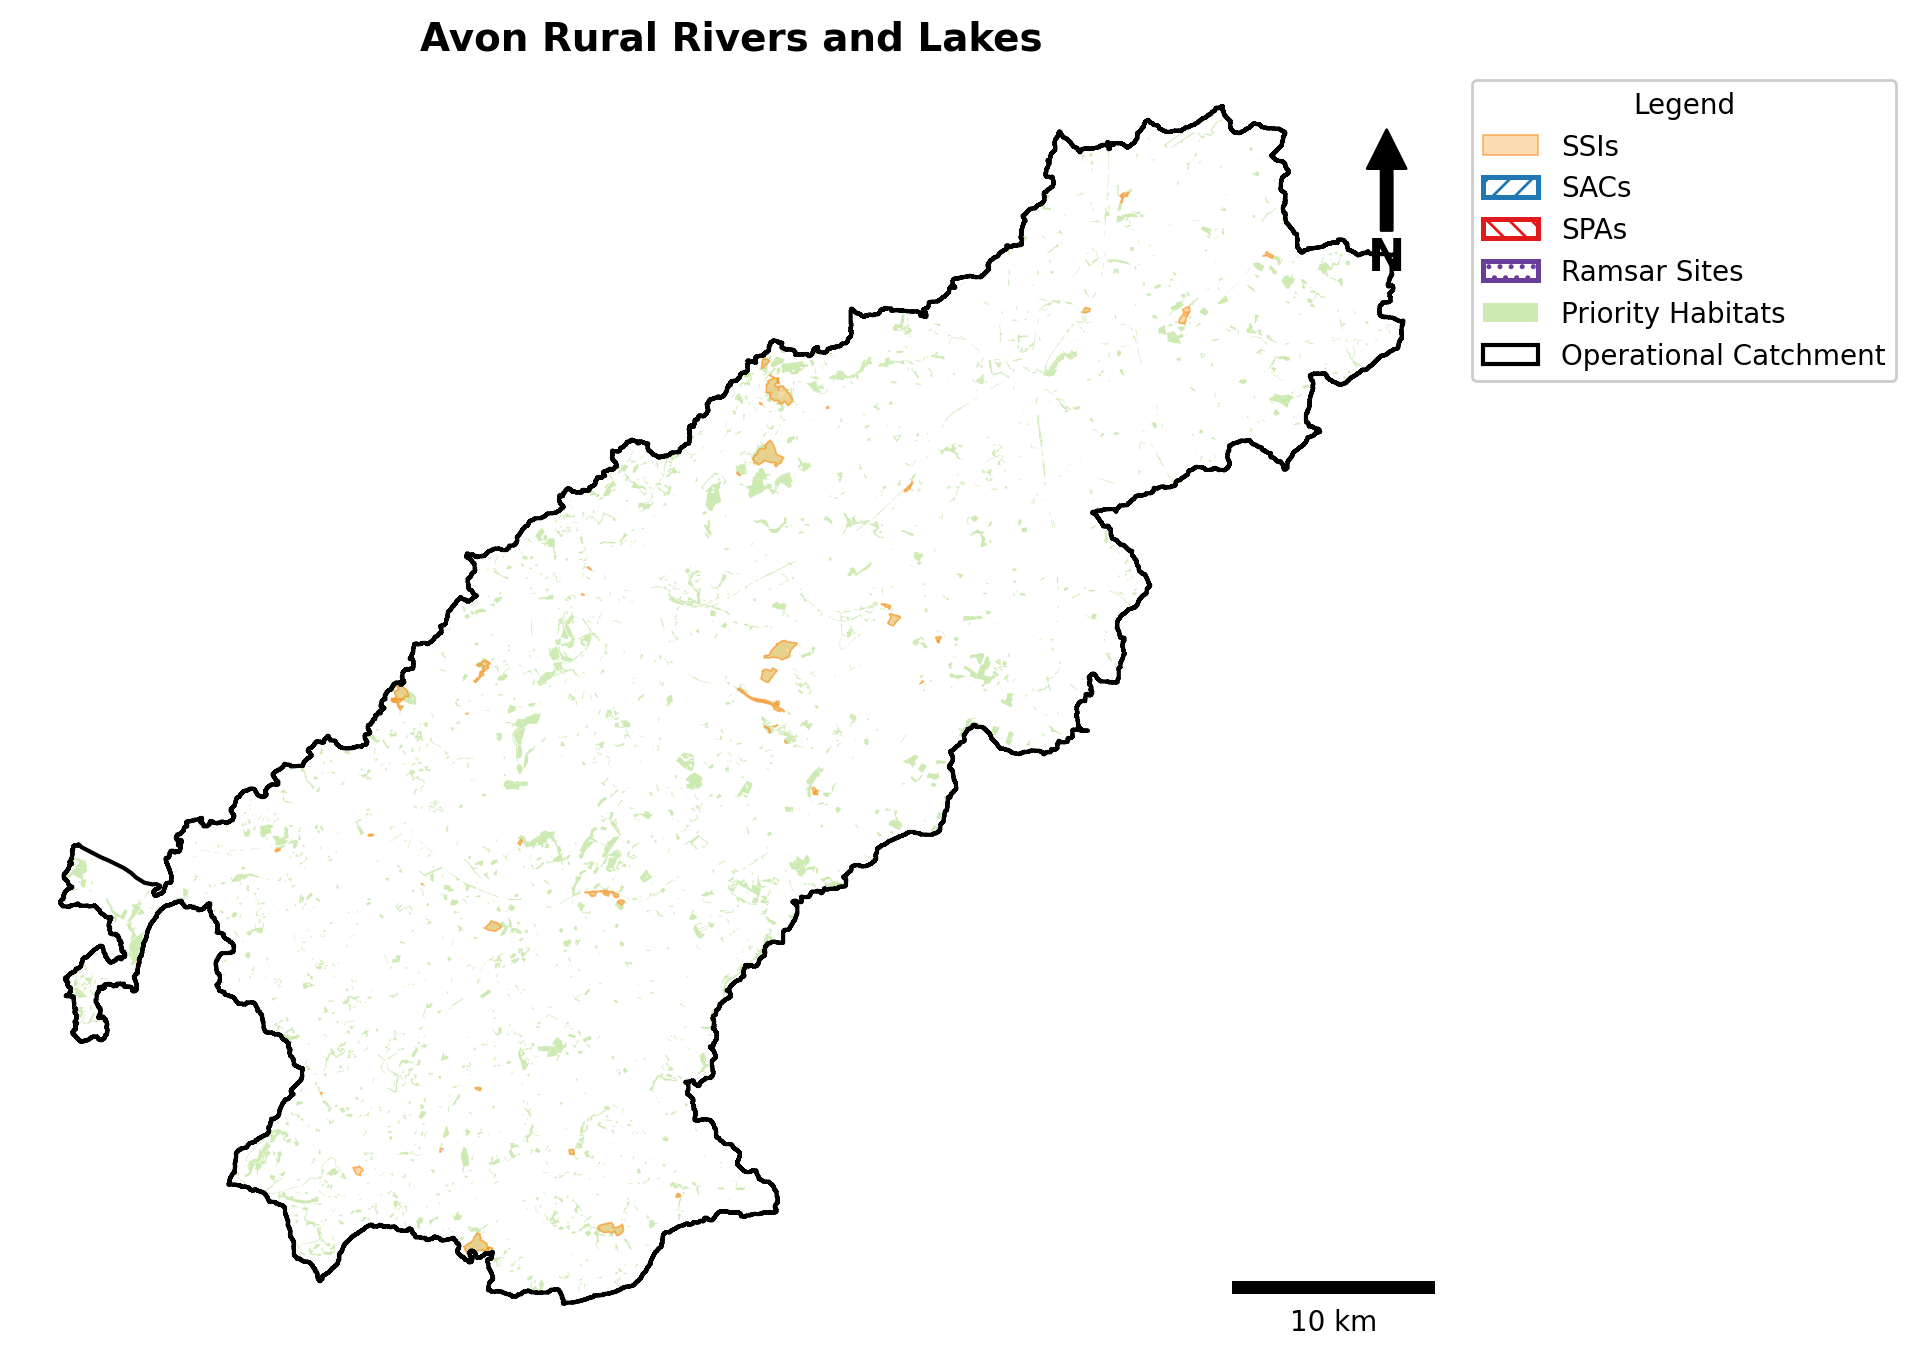 Avon Rural Rivers and Lakes
Legend
SSIs
SACs
SPAs
Ramsar Sites
Priority Habitats
Operational Catchment
N
10 km